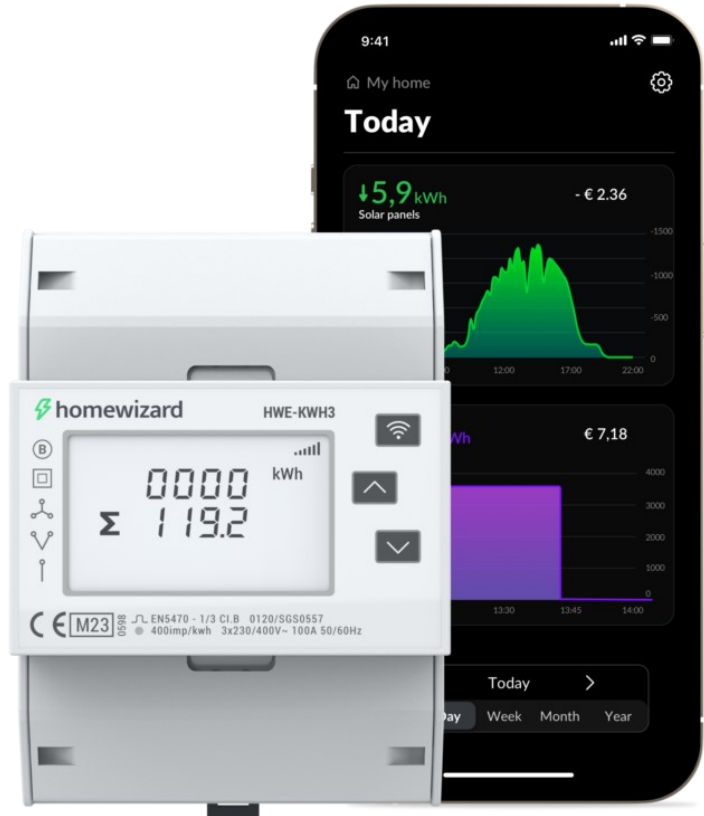 9:41
My home
Today
↓5,9 kWh
- € 2.36
Solar panels
-1500
-1000
-500
0
12:00
17:00
22:00
homewizard
HWE-KWH3
B
kWh
0000
Σ 119.2
CE M23 0598
EN5470 - 1/3 Cl.B 0120/SGS0557
400imp/kwh 3x230/400V~ 100A 50/60Hz
€ 7,18
4000
3000
2000
1000
0
13:30
13:45
14:00
Today
Week
Month
Year